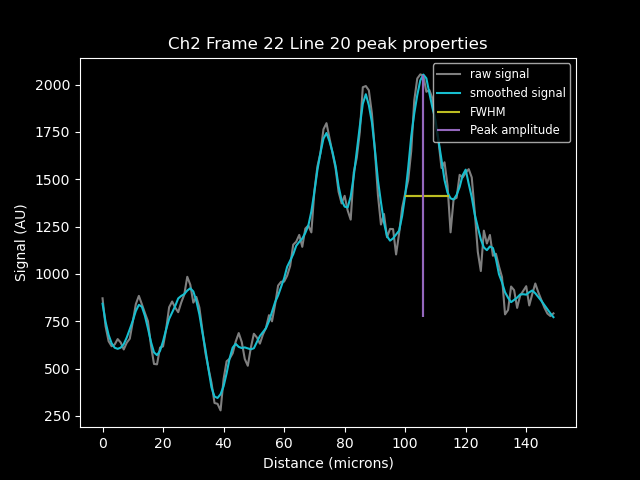 Ch2 Frame 22 Line 20 peak properties
raw signal
smoothed signal
FWHM
Peak amplitude
Signal (AU)
2000
1750
1500
1250
1000
750
500
250
0 20 40 60 80 100 120 140
Distance (microns)